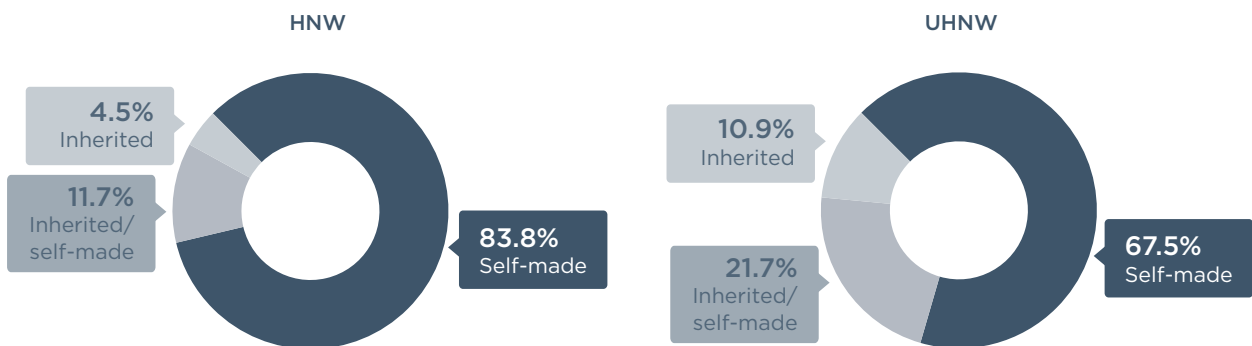 HNW
4.5%
Inherited
11.7%
Inherited/
self-made
83.8%
Self-made
UHNW
10.9%
Inherited
21.7%
Inherited/
self-made
67.5%
Self-made